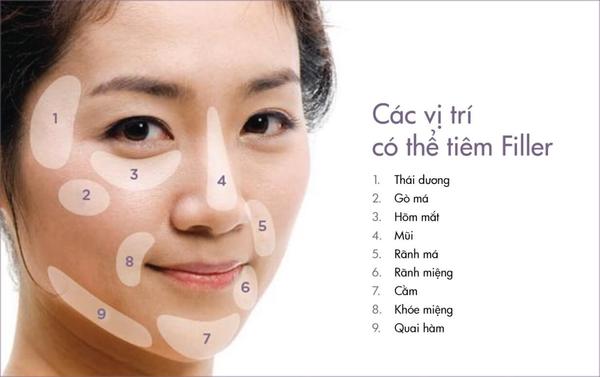 Các vị trí
có thể tiêm Filler
1. Thái dương
2. Gò má
3. Hõm mắt
4. Mũi
5. Rãnh má
6. Rãnh miệng
7. Cằm
8. Khóe miệng
9. Quai hàm
1
2
3
4
5
6
7
8
9